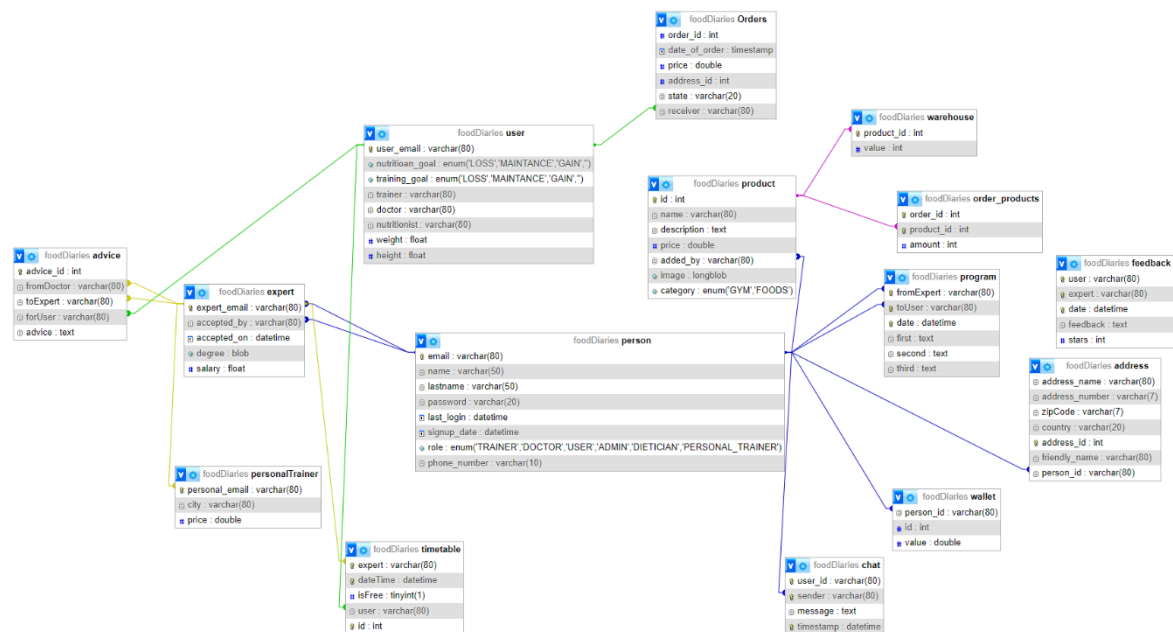 foodDiaries Orders
order_id : int
date_of_order : timestamp
price : double
address_id : int
state : varchar(20)
receiver : varchar(80)
foodDiaries warehouse
product_id : int
value : int
foodDiaries user
user_email : varchar(80)
nutritioan_goal : enum('LOSS','MAINTANCE','GAIN','')
training_goal : enum('LOSS','MAINTANCE','GAIN','')
trainer : varchar(80)
doctor : varchar(80)
nutritionist : varchar(80)
weight : float
height : float
foodDiaries product
id : int
name : varchar(80)
description : text
price : double
added_by : varchar(80)
image : longblob
category : enum('GYM','FOODS')
foodDiaries order_products
order_id : int
product_id : int
amount : int
foodDiaries advice
advice_id : int
fromDoctor : varchar(80)
toExpert : varchar(80)
forUser : varchar(80)
advice : text
foodDiaries expert
expert_email : varchar(80)
accepted_by : varchar(80)
accepted_on : datetime
degree : blob
salary : float
foodDiaries program
fromExpert : varchar(80)
toUser : varchar(80)
date : datetime
first : text
second : text
third : text
foodDiaries feedback
user : varchar(80)
expert : varchar(80)
date : datetime
feedback : text
stars : int
foodDiaries person
email : varchar(80)
name : varchar(50)
lastname : varchar(50)
password : varchar(20)
last_login : datetime
signup_date : datetime
role : enum('TRAINER','DOCTOR','USER','ADMIN','DIETICIAN','PERSONAL_TRAINER')
phone_number : varchar(10)
foodDiaries address
address_name : varchar(80)
address_number : varchar(7)
zipCode : varchar(7)
country : varchar(20)
address_id : int
friendly_name : varchar(80)
person_id : varchar(80)
foodDiaries personalTrainer
personal_email : varchar(80)
city : varchar(80)
price : double
foodDiaries wallet
person_id : varchar(80)
id : int
value : double
foodDiaries timetable
expert : varchar(80)
dateTime : datetime
isFree : tinyint(1)
user : varchar(80)
id : int
foodDiaries chat
user_id : varchar(80)
sender : varchar(80)
message : text
timestamp : datetime